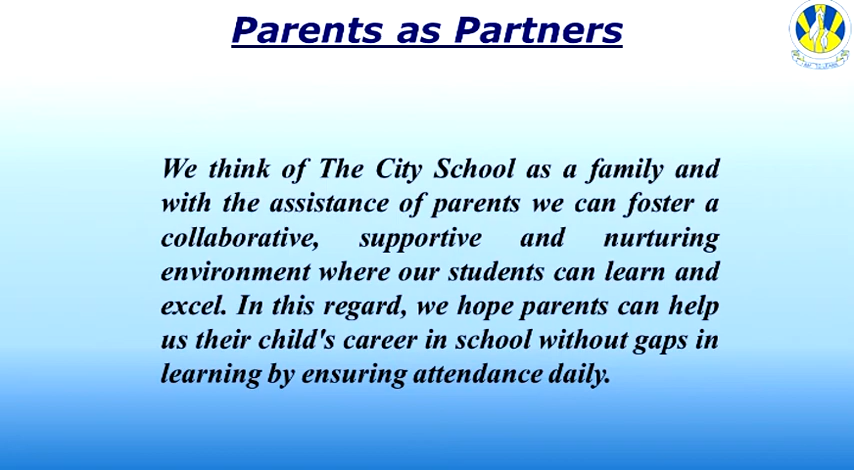 Parents as Partners
We think of The City School as a family and
with the assistance of parents we can foster a
collaborative, supportive and nurturing
environment where our students can learn and
excel. In this regard, we hope parents can help
us their child's career in school without gaps in
learning by ensuring attendance daily.